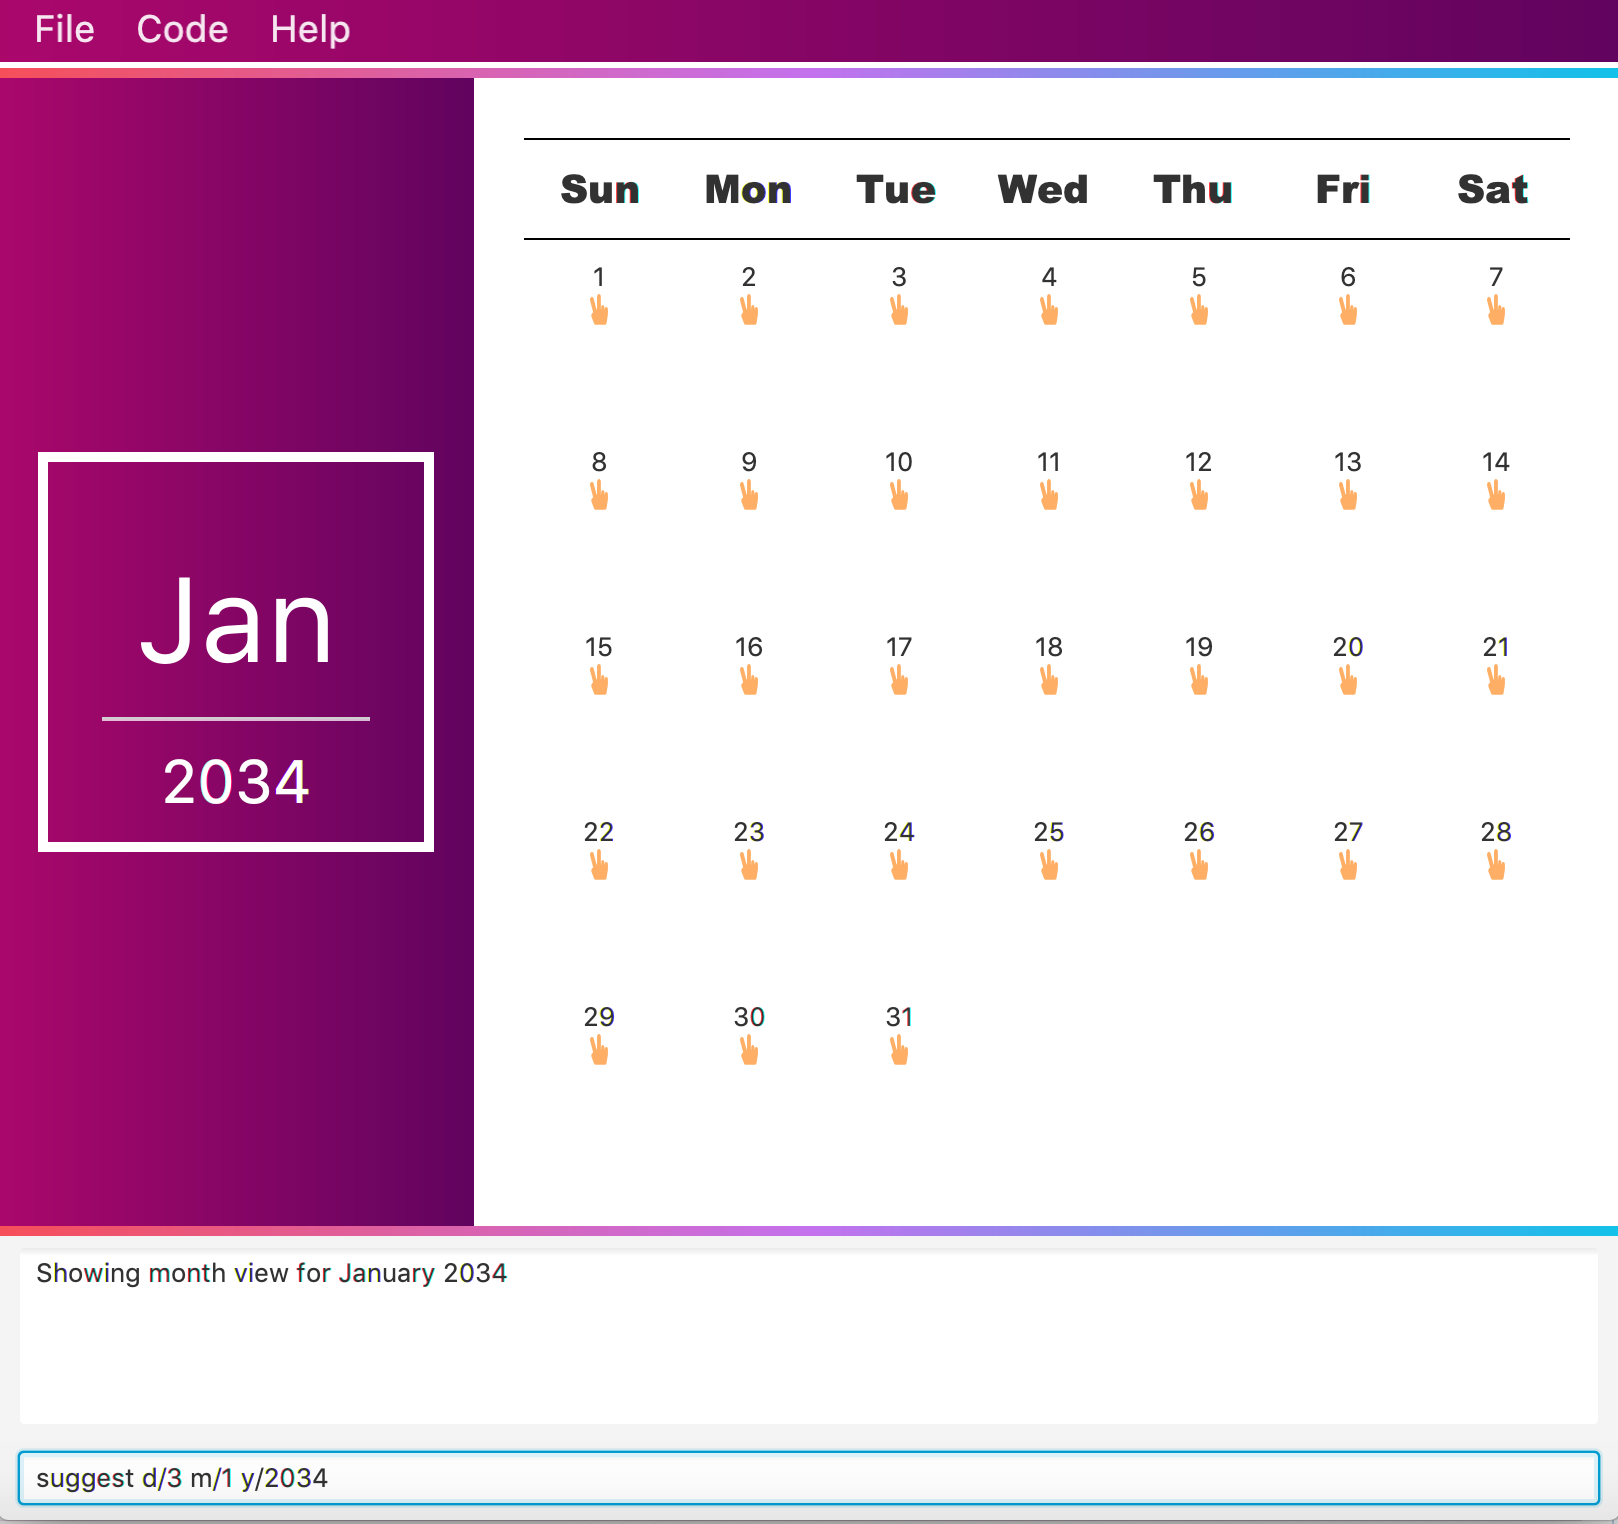 File Code Help
Sun Mon Tue Wed Thu Fri Sat
1 2 3 4 5 6 7
8 9 10 11 12 13 14
15 16 17 18 19 20 21
22 23 24 25 26 27 28
29 30 31
Jan
2034
Showing month view for January 2034
suggest d/3 m/1 y/2034